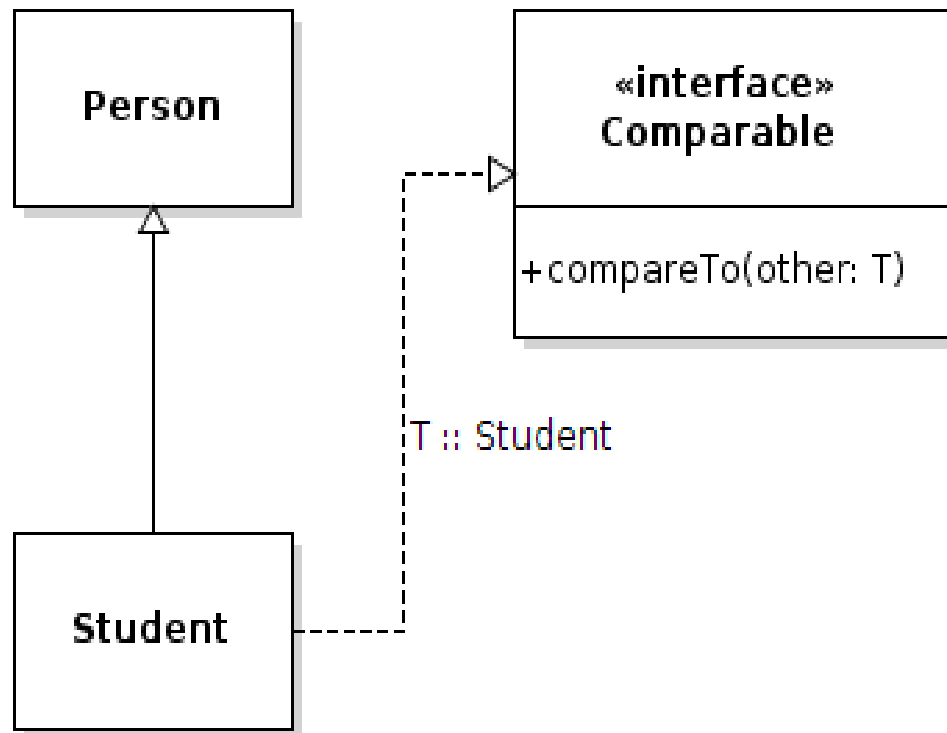 Person
«interface»
Comparable
+compareTo(other: T)
T :: Student
Student